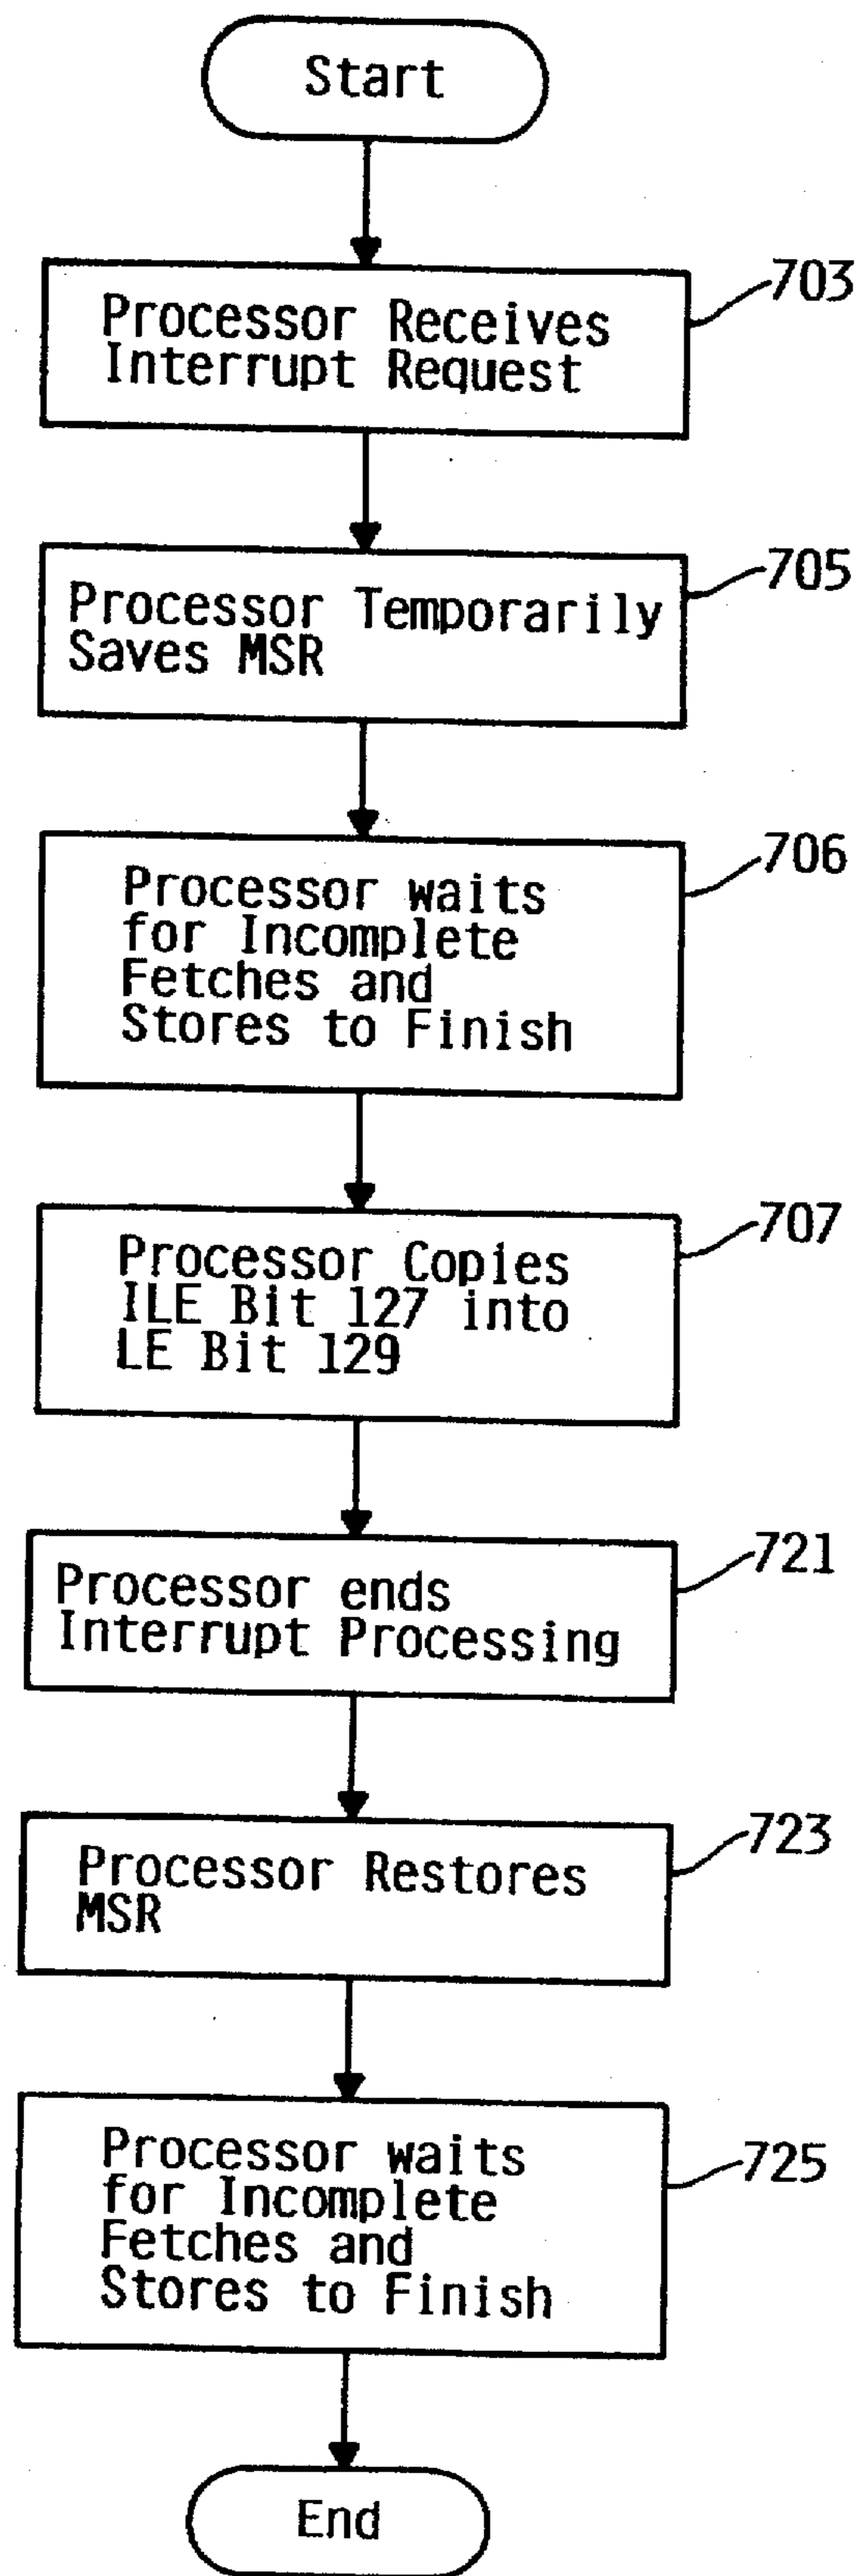 Start
703
Processor Receives
Interrupt Request
705
Processor Temporarily
Saves MSR
706
Processor waits
for Incomplete
Fetches and
Stores to Finish
707
Processor Copies
ILE Bit 127 into
LE Bit 129
721
Processor ends
Interrupt Processing
723
Processor Restores
MSR
725
Processor waits
for Incomplete
Fetches and
Stores to Finish
End